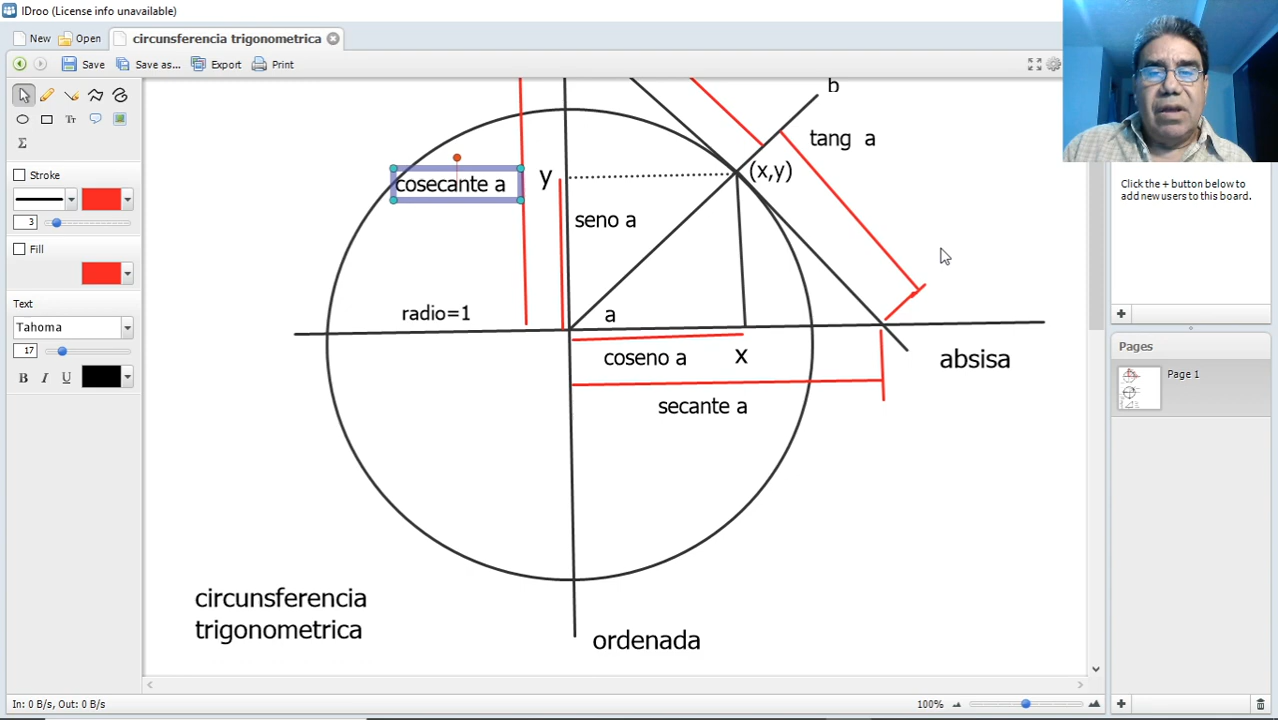 IDroo (License info unavailable)
New Open circunsferencia trigonometrica
Save Save as... Export Print
b
tang a
cosecante a y (x,y)
Click the + button below to
add new users to this board.
Stroke
3
seno a
Fill
radio=1 a
Text
Tahoma
17
coseno a x absisa
Pages
Page 1
B I U
secante a
circunsferencia
trigonometrica
ordenada
In: 0 B/s, Out: 0 B/s 100%